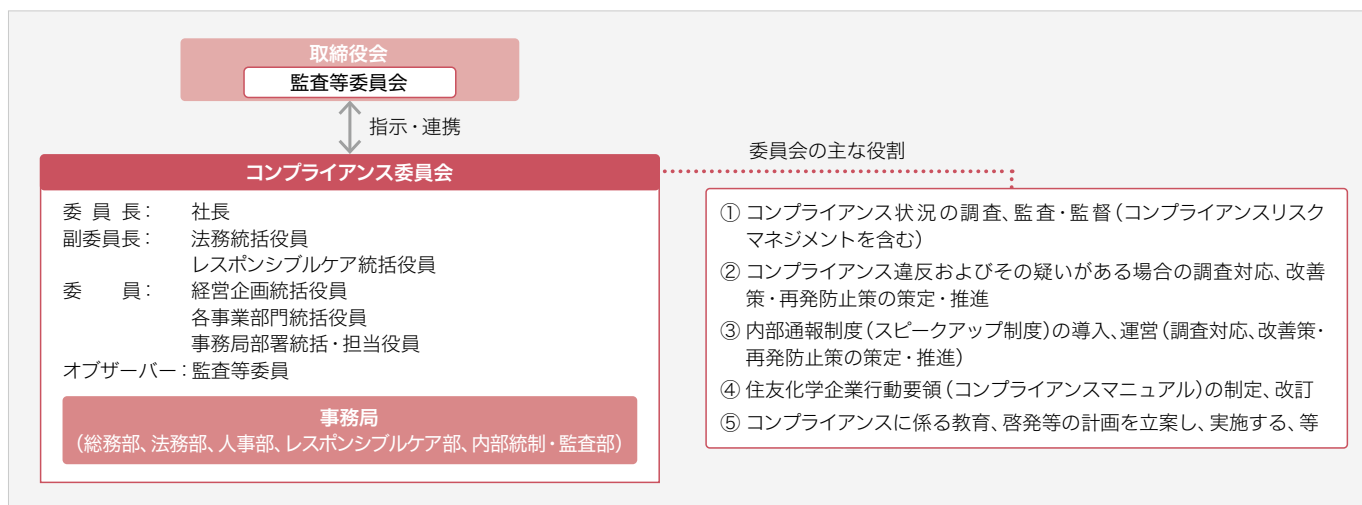 取締役会
監査等委員会
指示・連携
コンプライアンス委員会
委 員 長： 社長
副委員長： 法務統括役員
レスポンシブルケア統括役員
委　　員： 経営企画統括役員
各事業部門統括役員
事務局部署統括・担当役員
オブザーバー：監査等委員
事務局
（総務部、法務部、人事部、レスポンシブルケア部、内部統制・監査部）
委員会の主な役割
① コンプライアンス状況の調査、監査・監督（コンプライアンスリスク
マネジメントを含む）
② コンプライアンス違反およびその疑いがある場合の調査対応、改善
策・再発防止策の策定・推進
③ 内部通報制度（スピークアップ制度）の導入、運営（調査対応、改善策・
再発防止策の策定・推進）
④ 住友化学企業行動要領（コンプライアンスマニュアル）の制定、改訂
⑤ コンプライアンスに係る教育、啓発等の計画を立案し、実施する、等